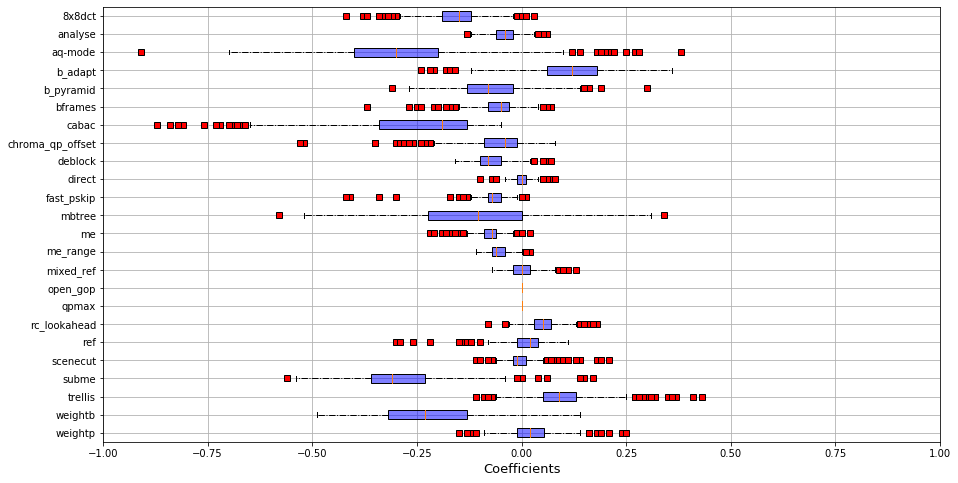 8x8dct
analyse
aq-mode
b_adapt
b_pyramid
bframes
cabac
chroma_qp_offset
deblock
direct
fast_pskip
mbtree
me
me_range
mixed_ref
open_gop
qpmax
rc_lookahead
ref
scenecut
subme
trellis
weightb
weightp
−1.00 −0.75 −0.50 −0.25 0.00 0.25 0.50 0.75 1.00
Coefficients